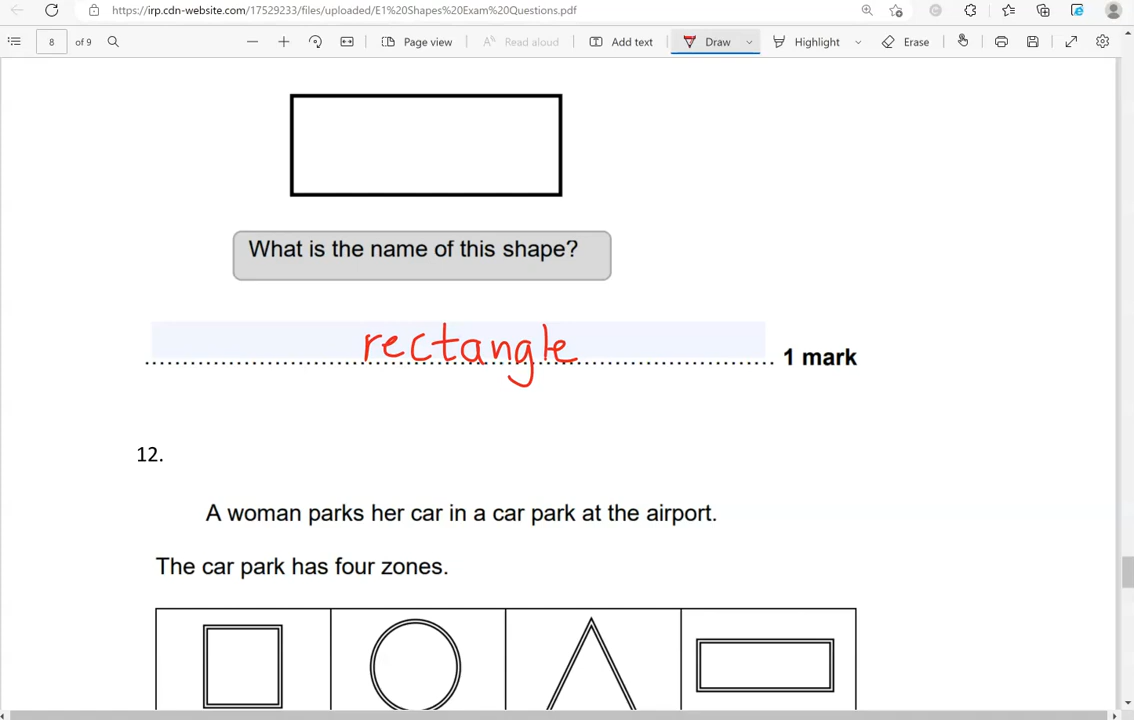 https://irp.cdn-website.com/17529233/files/uploaded/E1%20Shapes%20Exam%20Questions.pdf
8 of 9 Page view Read aloud Add text Draw Highlight Erase
What is the name of this shape?
rectangle
1 mark
12.
A woman parks her car in a car park at the airport.
The car park has four zones.